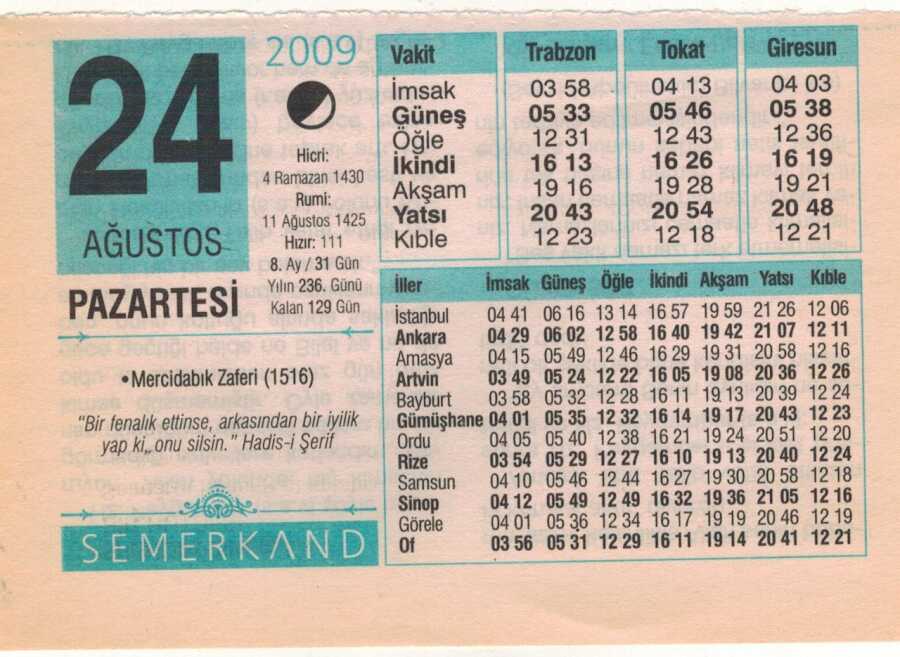 24
AĞUSTOS
PAZARTESİ
2009
Hicri:
4 Ramazan 1430
Rumi:
11 Ağustos 1425
Hızır: 111
8. Ay / 31 Gün
Yılın 236. Günü
Kalan 129 Gün
•Mercidabık Zaferi (1516)
"Bir fenalık ettinse, arkasından bir iyilik
yap ki, onu silsin." Hadis-i Şerif
SEMERKAND
Vakit Trabzon Tokat Giresun
İmsak 03 58 04 13 04 03
Güneş 05 33 05 46 05 38
Öğle 12 31 12 43 12 36
İkindi 16 13 16 26 16 19
Akşam 19 16 19 28 19 21
Yatsı 20 43 20 54 20 48
Kıble 12 23 12 18 12 21
İller İmsak Güneş Öğle İkindi Akşam Yatsı Kıble
İstanbul 04 41 06 16 13 14 16 57 19 59 21 26 12 06
Ankara 04 29 06 02 12 58 16 40 19 42 21 07 12 11
Amasya 04 15 05 49 12 46 16 29 19 31 20 58 12 16
Artvin 03 49 05 24 12 22 16 05 19 08 20 36 12 26
Bayburt 03 58 05 32 12 28 16 11 19 13 20 39 12 24
Gümüşhane 04 01 05 35 12 32 16 14 19 17 20 43 12 23
Ordu 04 05 05 40 12 38 16 21 19 24 20 51 12 20
Rize 03 54 05 29 12 27 16 10 19 13 20 40 12 24
Samsun 04 10 05 46 12 44 16 27 19 30 20 58 12 18
Sinop 04 12 05 49 12 49 16 32 19 36 21 05 12 16
Görele 04 01 05 36 12 34 16 17 19 19 20 46 12 19
Of 03 56 05 31 12 29 16 11 19 14 20 41 12 21